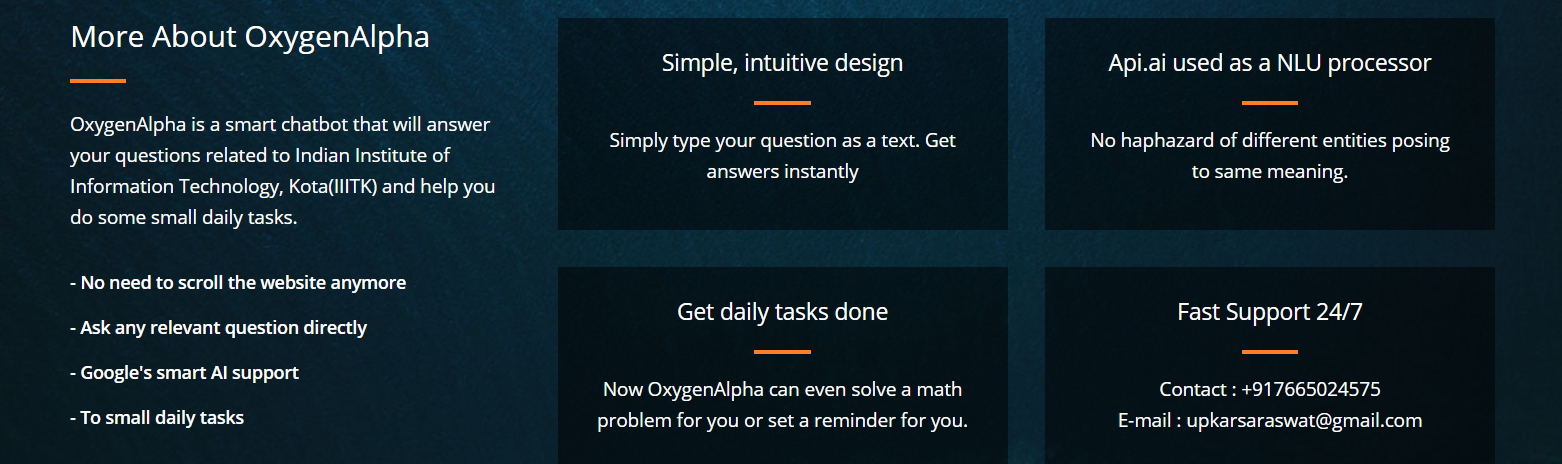 More About OxygenAlpha
OxygenAlpha is a smart chatbot that will answer
your questions related to Indian Institute of
Information Technology, Kota(IIITK) and help you
do some small daily tasks.
- No need to scroll the website anymore
- Ask any relevant question directly
- Google's smart AI support
- To small daily tasks
Simple, intuitive design
Simply type your question as a text. Get
answers instantly
Api.ai used as a NLU processor
No haphazard of different entities posing
to same meaning.
Get daily tasks done
Now OxygenAlpha can even solve a math
problem for you or set a reminder for you.
Fast Support 24/7
Contact : +917665024575
E-mail : upkarsaraswat@gmail.com